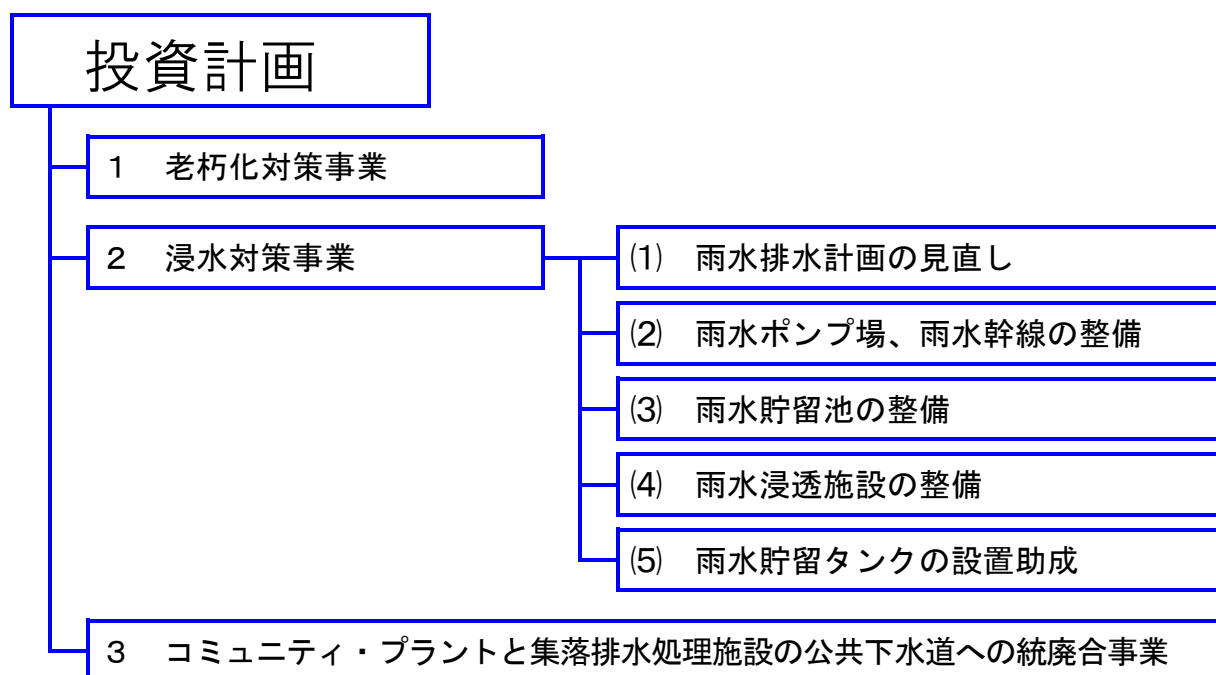 投資計画
１　老朽化対策事業
２　浸水対策事業
⑴　雨水排水計画の見直し
⑵　雨水ポンプ場、雨水幹線の整備
⑶　雨水貯留池の整備
⑷　雨水浸透施設の整備
⑸　雨水貯留タンクの設置助成
３　コミュニティ・プラントと集落排水処理施設の公共下水道への統廃合事業